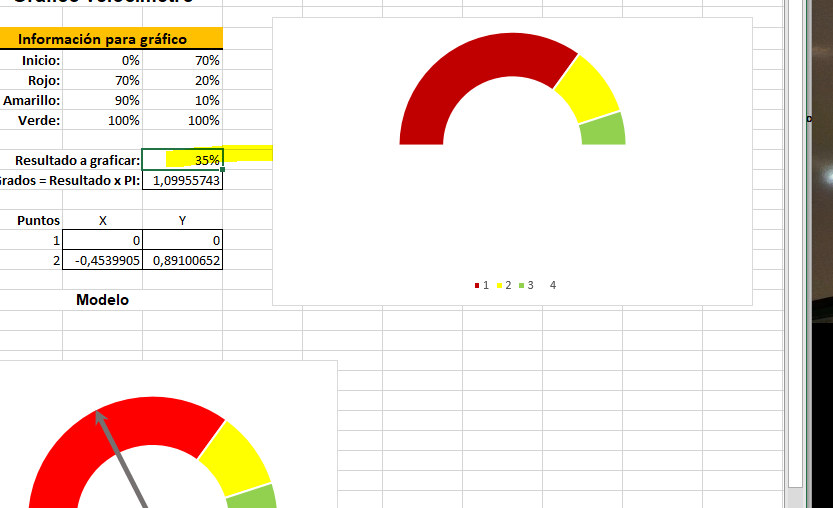 Gráfico Velocímetro
Información para gráfico
Inicio: 0% 70%
Rojo: 70% 20%
Amarillo: 90% 10%
Verde: 100% 100%
Resultado a graficar: 35%
= Resultado x PI: 1,09955743
Puntos X Y
1 0 0
2 -0,4539905 0,89100652
1 2 3 4
Modelo